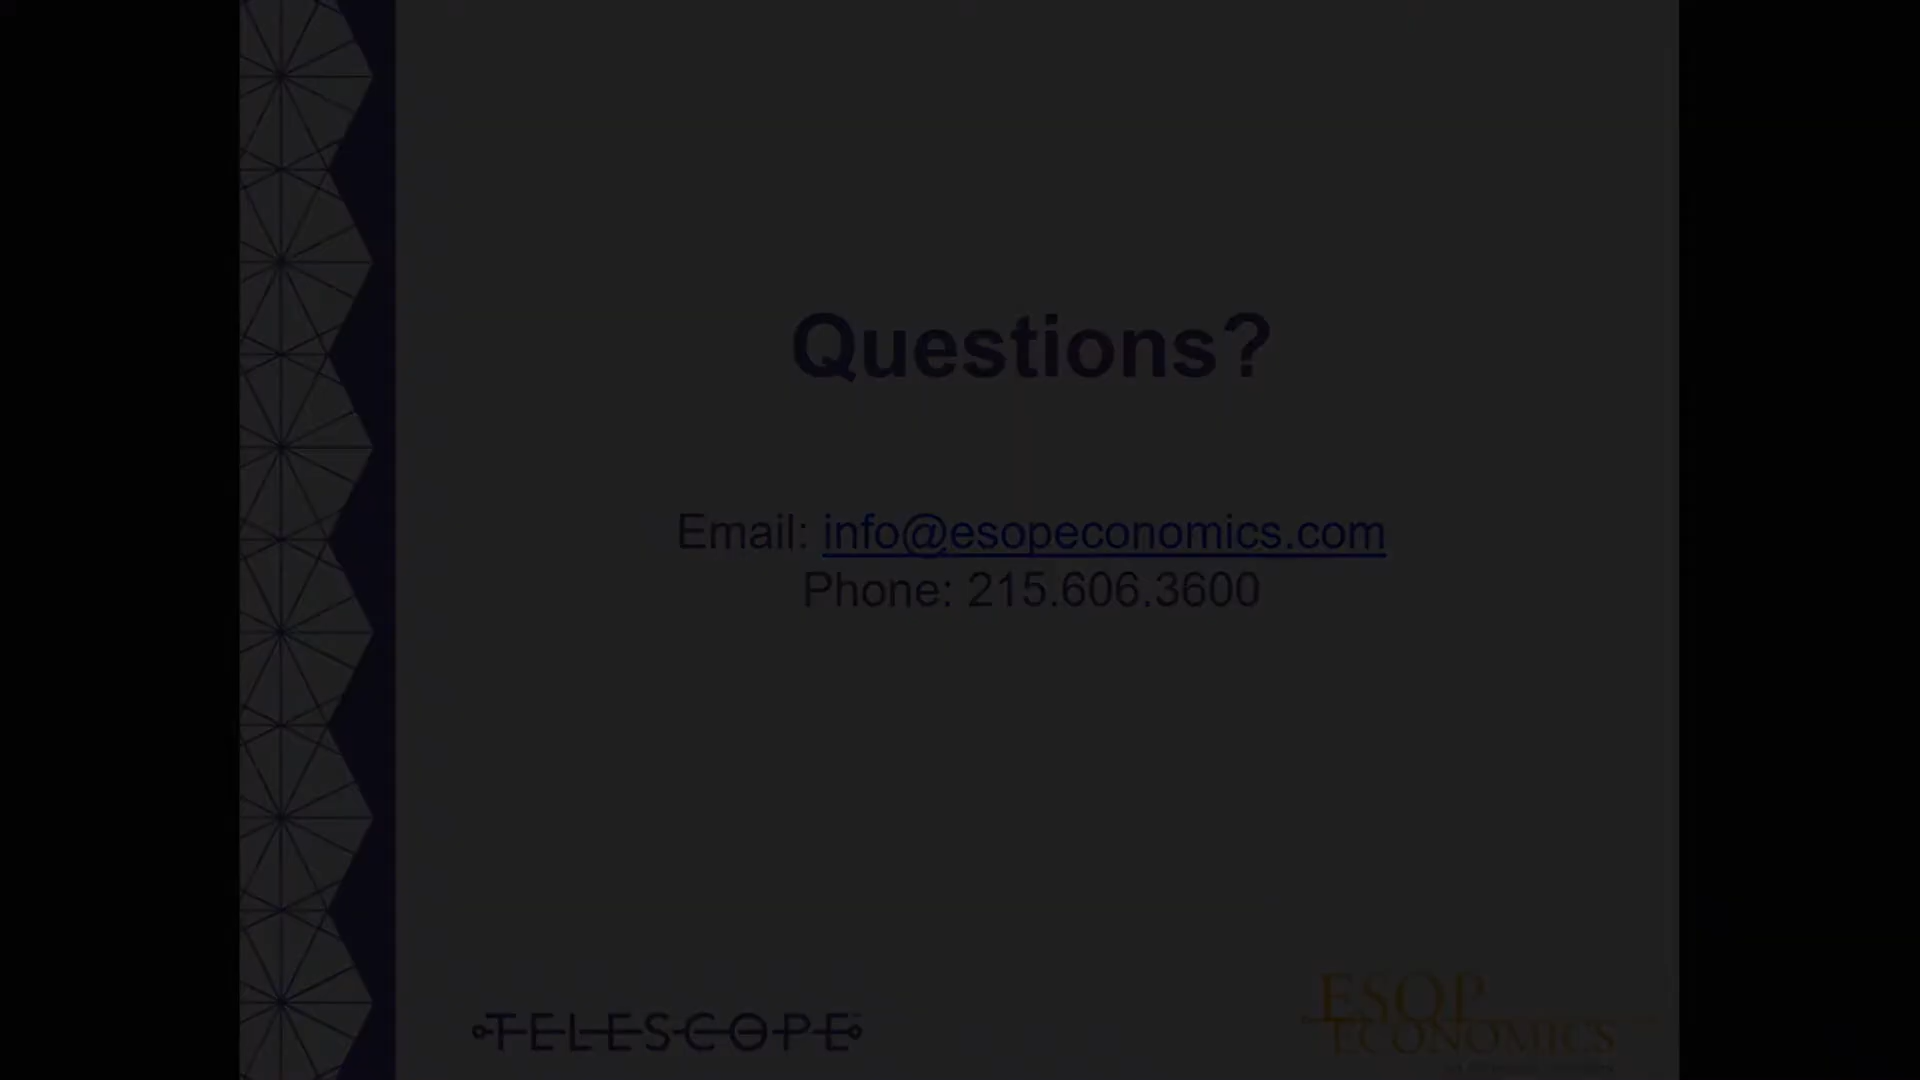 Questions?
Email: info@esopeconomics.com
Phone: 215.606.3600
TELESCOPE
ESOP
ECONOMICS